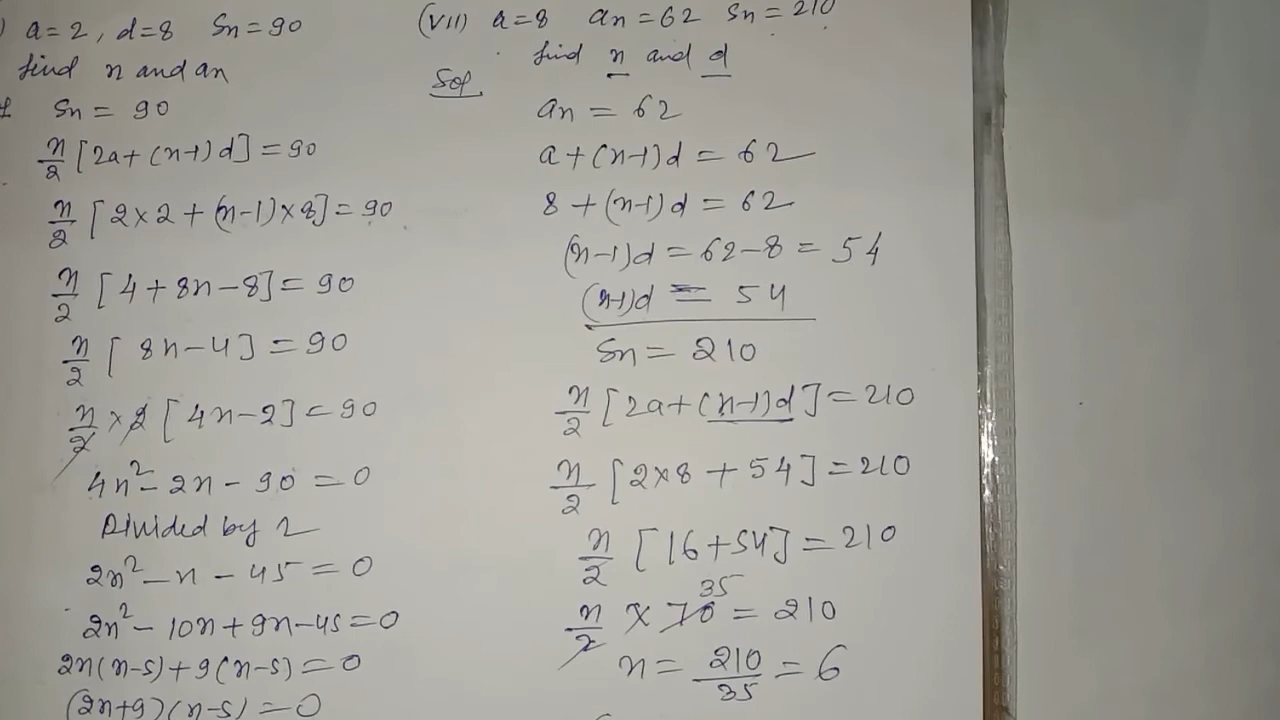 ) a=2, d=8 Sn=90
find n and an
Sn = 90
n/2 [2a+(n-1)d]=90
n/2 [2×2+(n-1)×8]=90
n/2 [4+8n-8]=90
n/2 [8n-4]=90
n/2 ×2 [4n-2]=90
4n²-2n-90=0
Divided by 2
2n²-n-45=0
2n²-10n+9n-45=0
2n(n-5)+9(n-5)=0
(2n+9)(n-5)=0
(VII) a=8 an=62 Sn=210
find n and d
Sol.
an=62
a+(n-1)d=62
8+(n-1)d=62
(n-1)d=62-8=54
(n-1)d=54
Sn=210
n/2 [2a+(n-1)d]=210
n/2 [2×8+54]=210
n/2 [16+54]=210
35
n/2 ×70=210
n=210/35=6